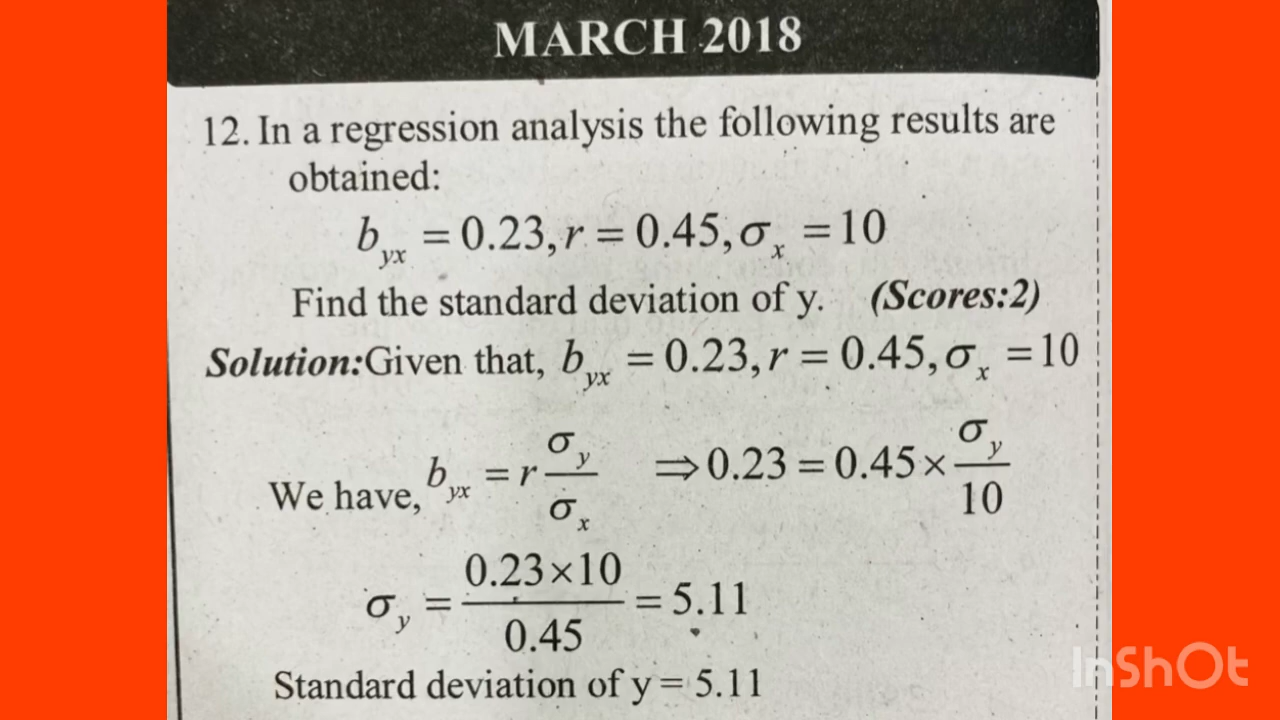 MARCH 2018
12. In a regression analysis the following results are
obtained:
b_yx = 0.23, r = 0.45, σ_x = 10
Find the standard deviation of y. (Scores:2)
Solution:Given that, b_yx = 0.23, r = 0.45, σ_x = 10
We have, b_yx = r σ_y/σ_x ⇒ 0.23 = 0.45 × σ_y/10
σ_y = 0.23×10/0.45 = 5.11
Standard deviation of y = 5.11
InShOt